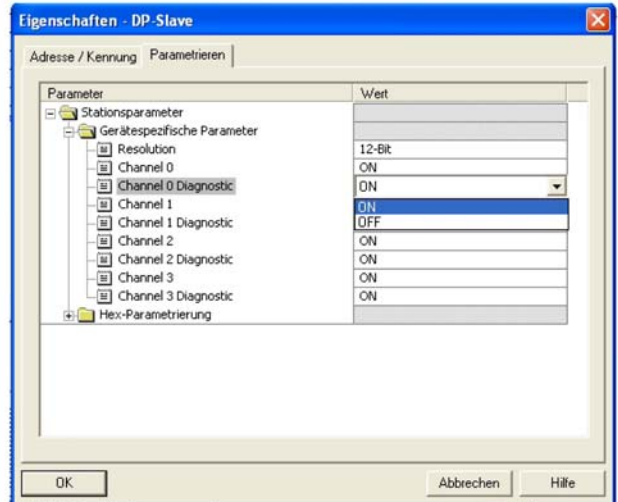 Eigenschaften - DP-Slave
Adresse / Kennung Parametrieren
Parameter Wert
Stationsparameter
Gerätespezifische Parameter
Resolution 12-Bit
Channel 0 ON
Channel 0 Diagnostic ON
Channel 1 ON
Channel 1 Diagnostic OFF
Channel 2 ON
Channel 2 Diagnostic ON
Channel 3 ON
Channel 3 Diagnostic ON
Hex-Parametrierung
OK Abbrechen Hilfe